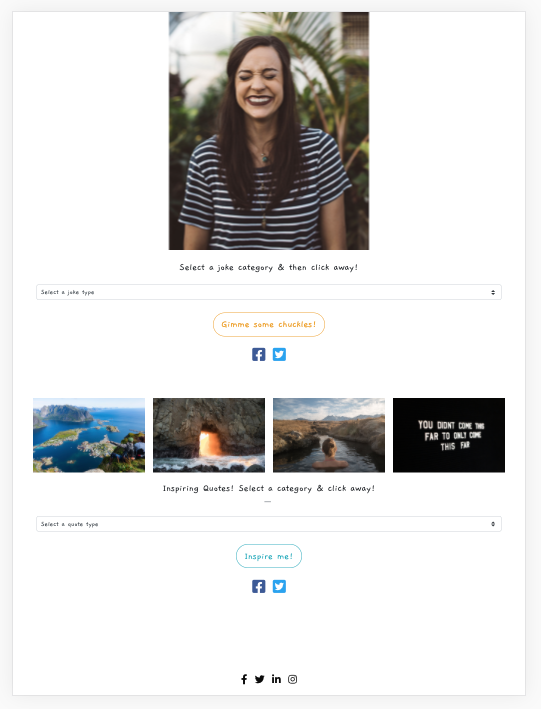 Select a joke category & then click away!
Select a joke type
Gimme some chuckles!
YOU DIDNT COME THIS
FAR TO ONLY COME
THIS FAR
Inspiring Quotes! Select a category & click away!
—
Select a quote type
Inspire me!